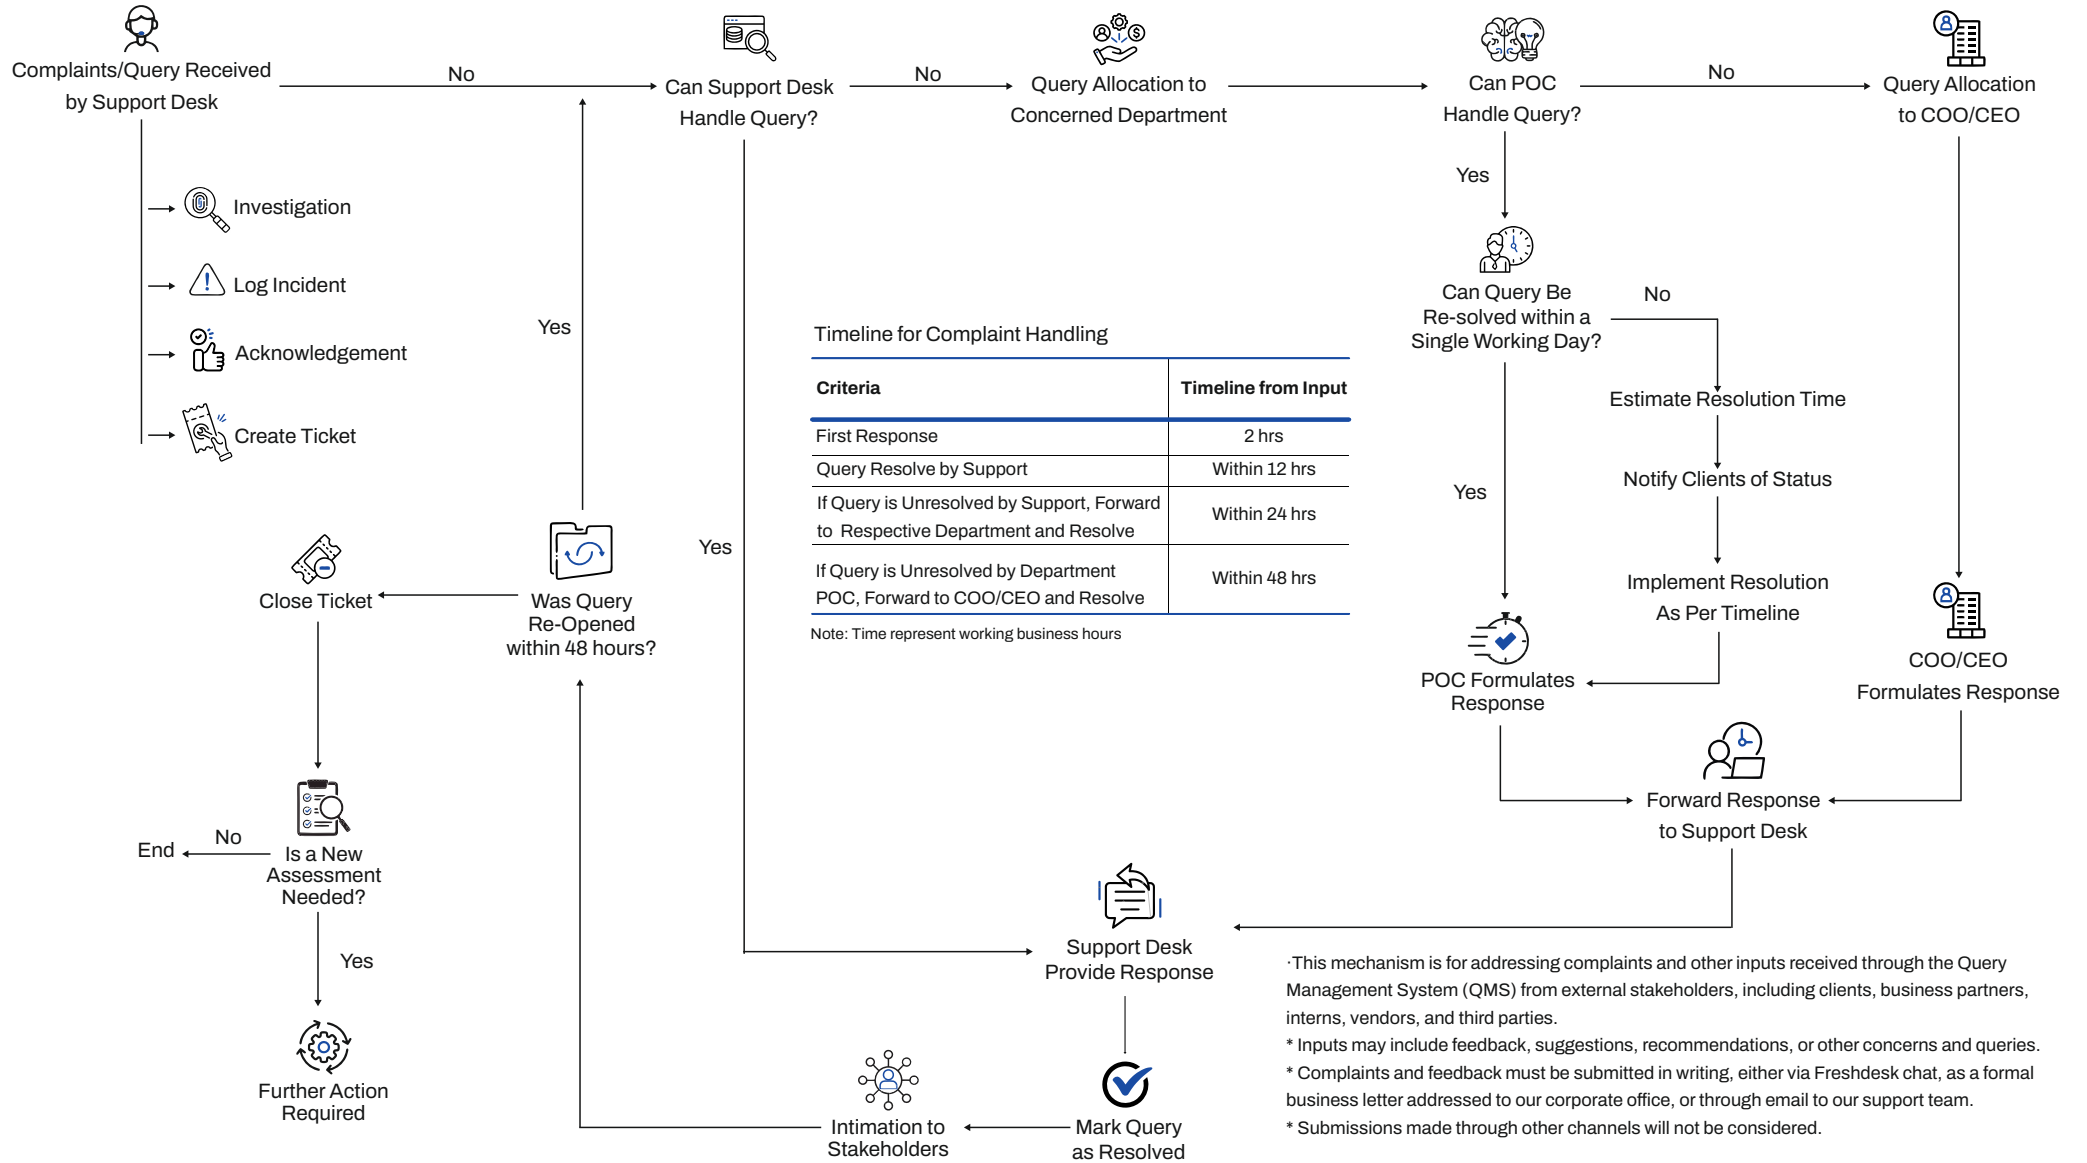 Complaints/Query Received
by Support Desk
No
Can Support Desk
Handle Query?
No
Query Allocation to
Concerned Department
Can POC
Handle Query?
No
Query Allocation
to COO/CEO
Investigation
Log Incident
Acknowledgement
Create Ticket
Yes
Yes
Can Query Be
Re-solved within a
Single Working Day?
No
Estimate Resolution Time
Notify Clients of Status
Implement Resolution
As Per Timeline
Yes
POC Formulates
Response
COO/CEO
Formulates Response
Forward Response
to Support Desk
Timeline for Complaint Handling
Criteria
Timeline from Input
First Response
2 hrs
Query Resolve by Support
Within 12 hrs
If Query is Unresolved by Support, Forward
to Respective Department and Resolve
Within 24 hrs
If Query is Unresolved by Department
POC, Forward to COO/CEO and Resolve
Within 48 hrs
Note: Time represent working business hours
Yes
Close Ticket
Was Query
Re-Opened
within 48 hours?
Is a New
Assessment
Needed?
No
End
Yes
Further Action
Required
Support Desk
Provide Response
Mark Query
as Resolved
Intimation to
Stakeholders
·This mechanism is for addressing complaints and other inputs received through the Query
Management System (QMS) from external stakeholders, including clients, business partners,
interns, vendors, and third parties.
* Inputs may include feedback, suggestions, recommendations, or other concerns and queries.
* Complaints and feedback must be submitted in writing, either via Freshdesk chat, as a formal
business letter addressed to our corporate office, or through email to our support team.
* Submissions made through other channels will not be considered.